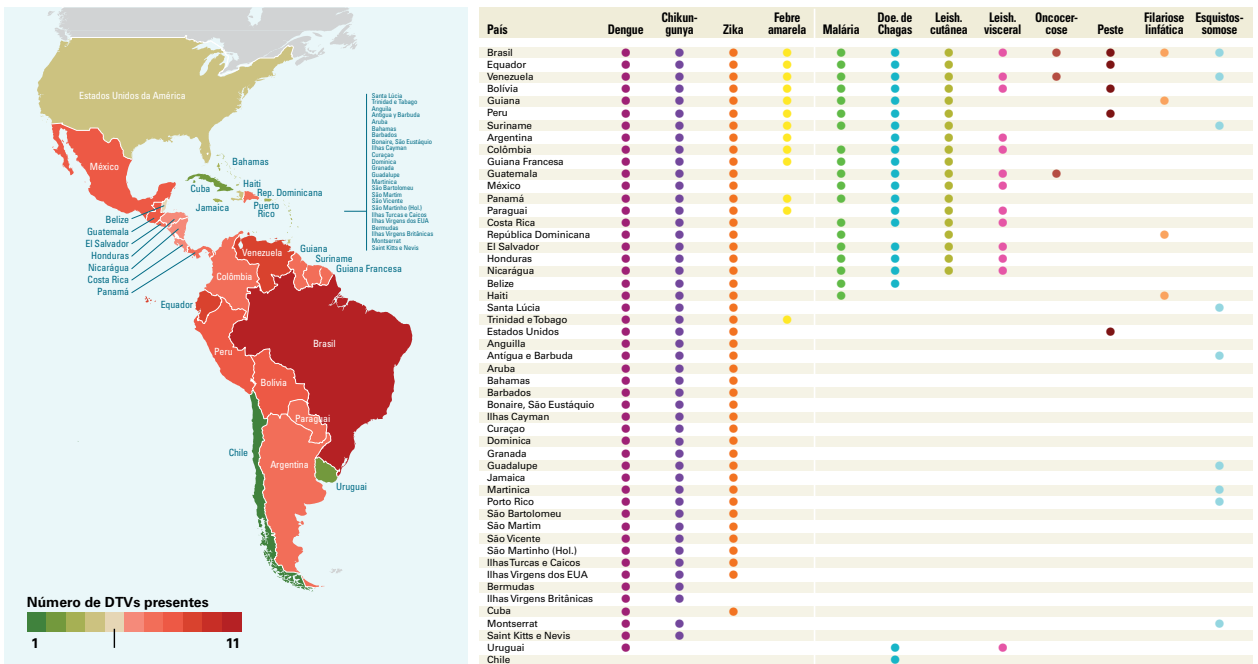 Estados Unidos da América
México
Bahamas
Cuba
Haiti
Rep. Dominicana
Jamaica
Puerto
Rico
Belize
Guatemala
El Salvador
Honduras
Nicarágua
Costa Rica
Panamá
Santa Lúcia
Trinidad e Tabago
Anguila
Antigua y Barbuda
Aruba
Bahamas
Barbados
Bonaire, São Eustáquio
Ilhas Cayman
Curaçao
Domínica
Granada
Guadalupe
Martinica
São Bartolomeu
São Martim
São Vicente
São Martinho (Hol.)
Ilhas Turcas e Caicos
Ilhas Virgens dos EUA
Bermudas
Ilhas Virgens Britânicas
Montserrat
Saint Kitts e Nevis
Venezuela
Guiana
Suriname
Guiana Francesa
Colômbia
Equador
Brasil
Peru
Bolívia
Paraguai
Chile
Argentina
Uruguai
Número de DTVs presentes
1 11
País Dengue Chikun-gunya Zika Febre amarela Malária Doe. de Chagas Leish. cutânea Leish. visceral Oncocer-cose Peste Filariose linfática Esquistos-somose
Brasil
Equador
Venezuela
Bolívia
Guiana
Peru
Suriname
Argentina
Colômbia
Guiana Francesa
Guatemala
México
Panamá
Paraguai
Costa Rica
República Dominicana
El Salvador
Honduras
Nicarágua
Belize
Haiti
Santa Lúcia
Trinidad e Tobago
Estados Unidos
Anguilla
Antigua e Barbuda
Aruba
Bahamas
Barbados
Bonaire, São Eustáquio
Ilhas Cayman
Curaçao
Dominica
Granada
Guadalupe
Jamaica
Martinica
Porto Rico
São Bartolomeu
São Martim
São Vicente
São Martinho (Hol.)
Ilhas Turcas e Caicos
Ilhas Virgens dos EUA
Bermudas
Ilhas Virgens Britânicas
Cuba
Montserrat
Saint Kitts e Nevis
Uruguai
Chile